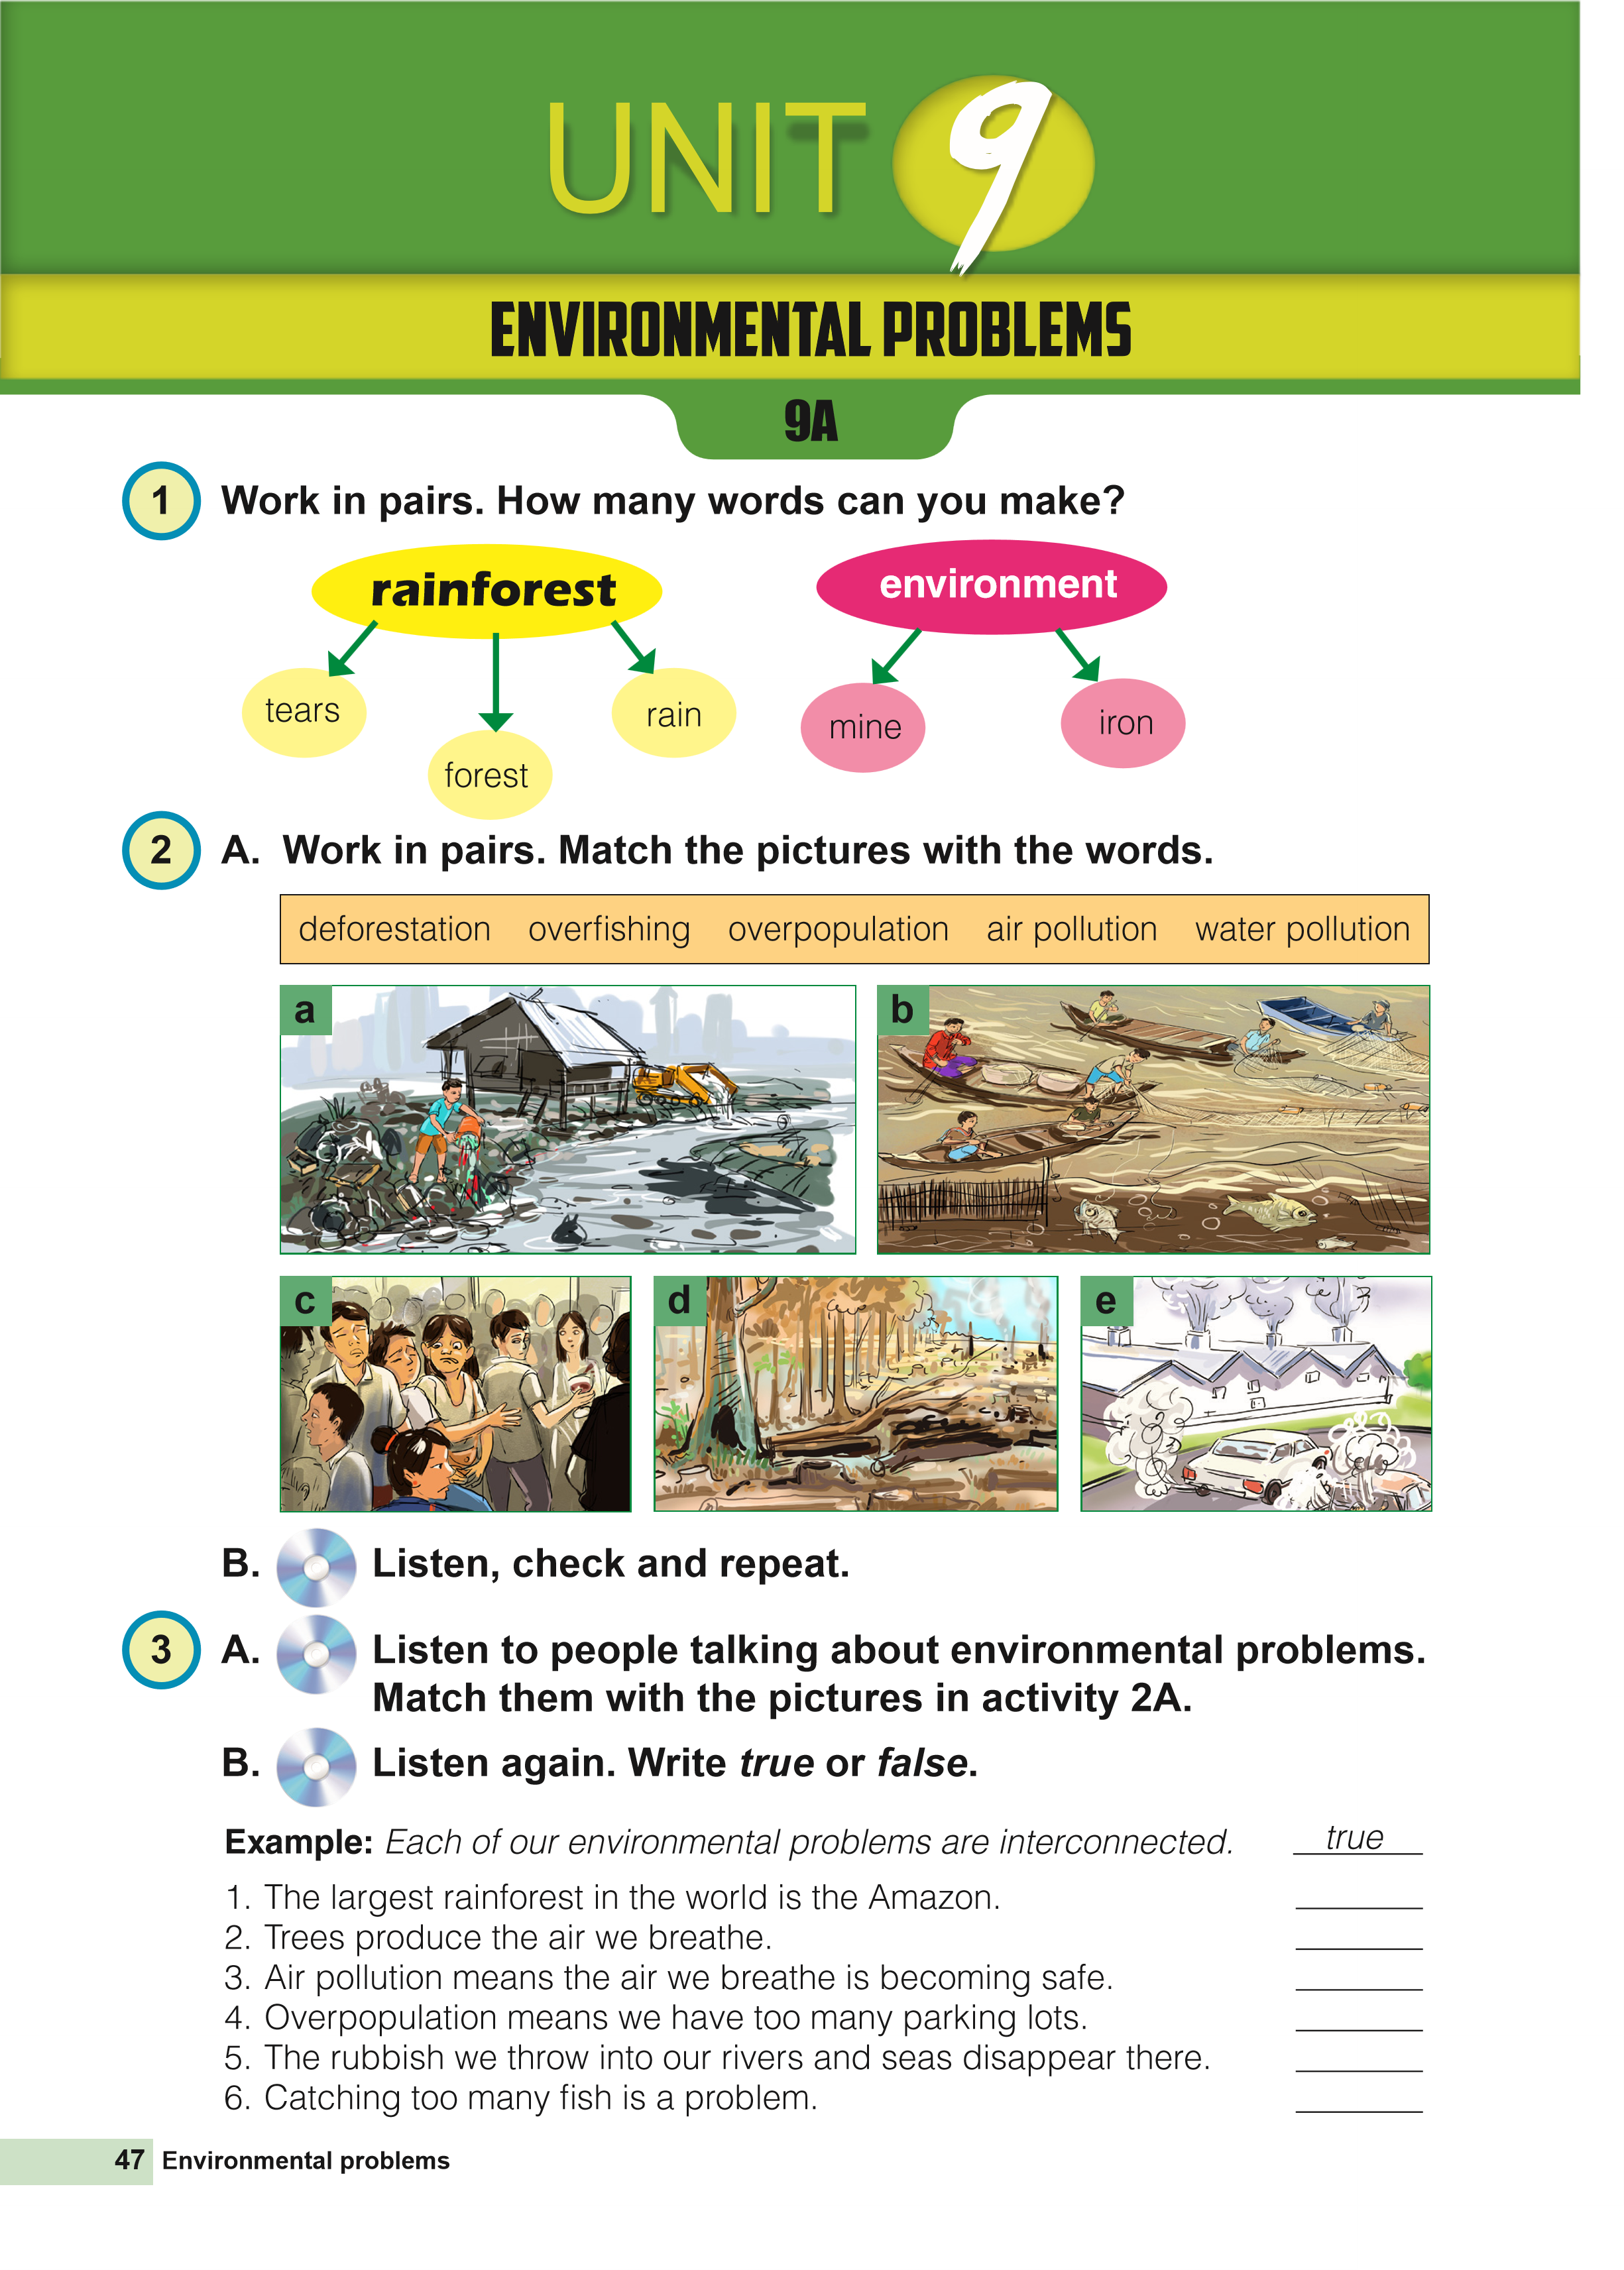 UNIT 9
ENVIRONMENTAL PROBLEMS
9A
1 Work in pairs. How many words can you make?
rainforest
environment
tears
forest
rain
mine
iron
2 A. Work in pairs. Match the pictures with the words.
deforestation overfishing overpopulation air pollution water pollution
a
b
c
d
e
B. Listen, check and repeat.
3 A. Listen to people talking about environmental problems.
Match them with the pictures in activity 2A.
B. Listen again. Write true or false.
Example: Each of our environmental problems are interconnected. true
1. The largest rainforest in the world is the Amazon. ______
2. Trees produce the air we breathe. ______
3. Air pollution means the air we breathe is becoming safe. ______
4. Overpopulation means we have too many parking lots. ______
5. The rubbish we throw into our rivers and seas disappear there. ______
6. Catching too many fish is a problem. ______
47 Environmental problems